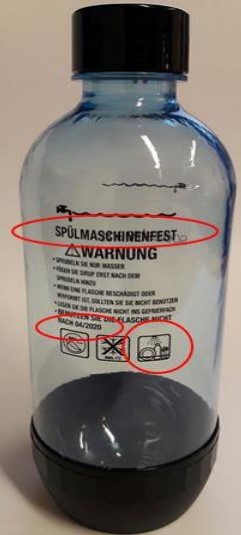 SPÜLMASCHINENFEST
⚠WARNUNG
• SPRUDELN SIE NUR WASSER
• FÜGEN SIE SIRUP ERST NACH DEM
SPRUDELN HINZU
• WENN EINE FLASCHE BESCHÄDIGT ODER
VERFORMT IST, SOLLTEN SIE SIE NICHT BENUTZEN
• LEGEN SIE DIE FLASCHE NICHT INS GEFRIERFACH
• BENUTZEN SIE DIE FLASCHE NICHT
NACH 04/2020